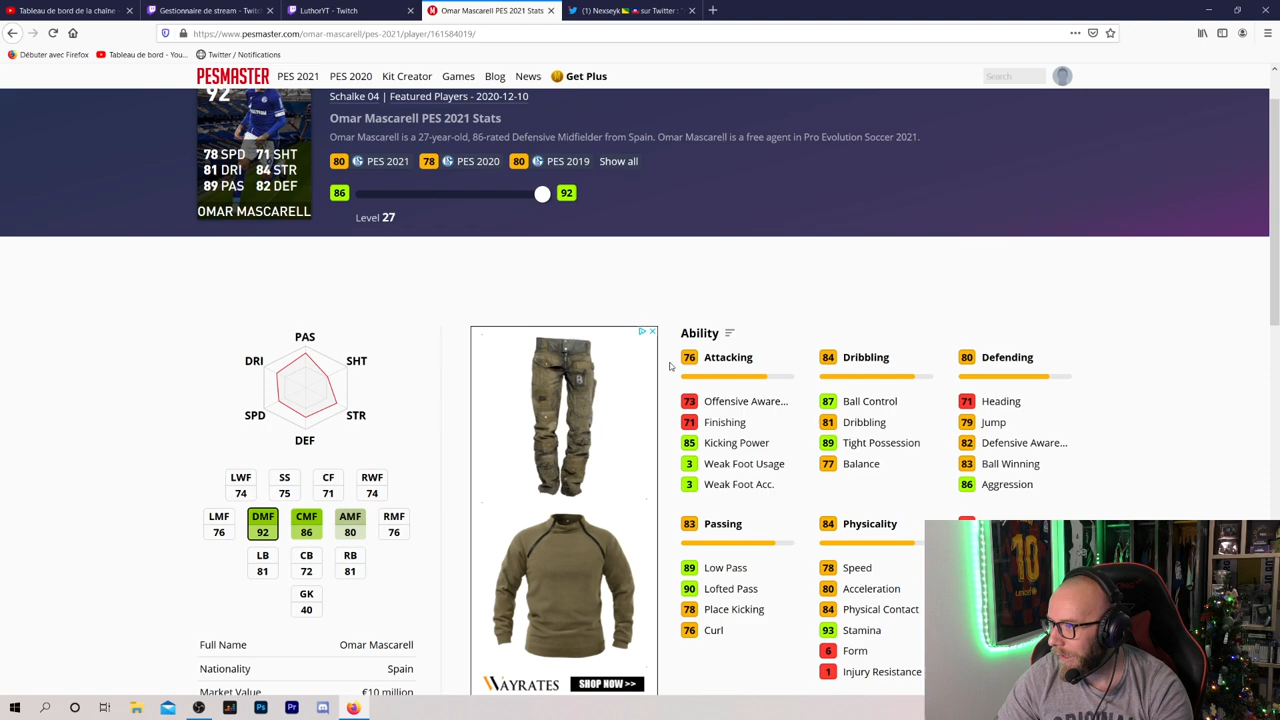 Tableau de bord de la chaîne
Gestionnaire de stream - Twitch
LuthorYT - Twitch
Omar Mascarell PES 2021 Stats
(1) Nexseyk sur Twitter :
https://www.pesmaster.com/omar-mascarell/pes-2021/player/161584019/
Débuter avec Firefox
Tableau de bord - You...
Twitter / Notifications
PESMASTER PES 2021 PES 2020 Kit Creator Games Blog News Get Plus Search
92
Schalke 04 | Featured Players - 2020-12-10
Omar Mascarell PES 2021 Stats
Omar Mascarell is a 27-year-old, 86-rated Defensive Midfielder from Spain. Omar Mascarell is a free agent in Pro Evolution Soccer 2021.
78 SPD 71 SHT
81 DRI 84 STR
89 PAS 82 DEF
OMAR MASCARELL
80 PES 2021 78 PES 2020 80 PES 2019 Show all
86 92
Level 27
PAS
DRI SHT
SPD STR
DEF
LWF SS CF RWF
74 75 71 74
LMF DMF CMF AMF RMF
76 92 86 80 76
LB CB RB
81 72 81
GK
40
Full Name Omar Mascarell
Nationality Spain
Market Value €10 million
WAYRATES SHOW NOW >>
Ability
76 Attacking
73 Offensive Aware...
71 Finishing
85 Kicking Power
3 Weak Foot Usage
3 Weak Foot Acc.
84 Dribbling
87 Ball Control
81 Dribbling
89 Tight Possession
77 Balance
80 Defending
71 Heading
79 Jump
82 Defensive Aware...
83 Ball Winning
86 Aggression
83 Passing
89 Low Pass
90 Lofted Pass
78 Place Kicking
76 Curl
84 Physicality
78 Speed
80 Acceleration
84 Physical Contact
93 Stamina
6 Form
1 Injury Resistance
10